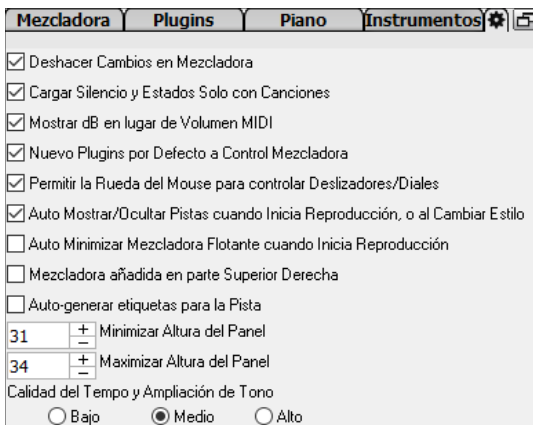 Mezcladora Plugins Piano Instrumentos
Deshacer Cambios en Mezcladora
Cargar Silencio y Estados Solo con Canciones
Mostrar dB en lugar de Volumen MIDI
Nuevo Plugins por Defecto a Control Mezcladora
Permitir la Rueda del Mouse para controlar Deslizadores/Diales
Auto Mostrar/Ocultar Pistas cuando Inicia Reproducción, o al Cambiar Estilo
Auto Minimizar Mezcladora Flotante cuando Inicia Reproducción
Mezcladora añadida en parte Superior Derecha
Auto-generar etiquetas para la Pista
31 + − Minimizar Altura del Panel
34 + − Maximizar Altura del Panel
Calidad del Tempo y Ampliación de Tono
Bajo Medio Alto